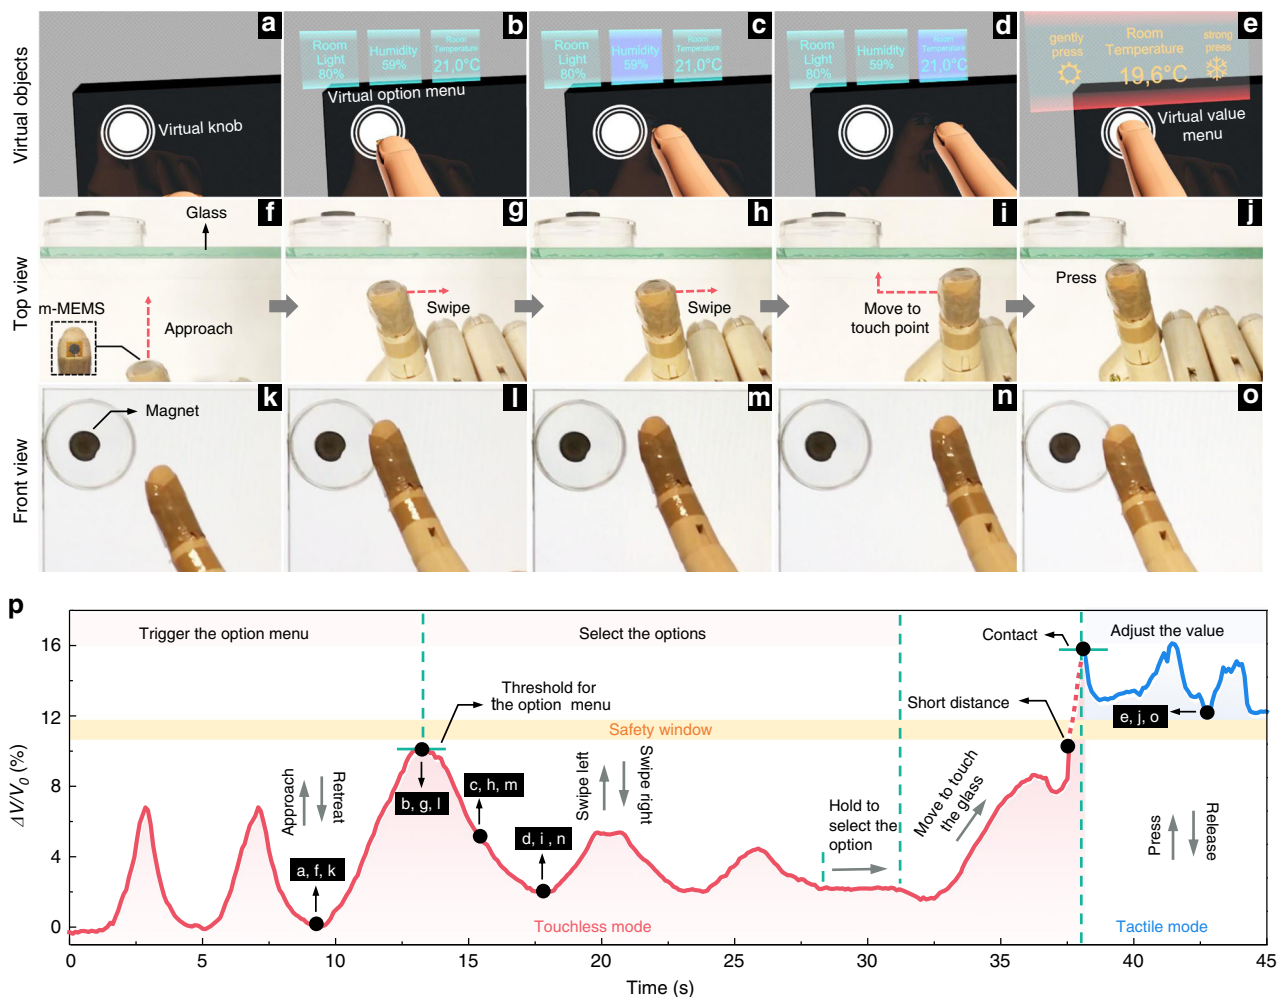 Virtual objects
a
Virtual knob
b
Room
Light
80%
Humidity
59%
Room
Temperature
21,0°C
Virtual option menu
c
Room
Light
80%
Humidity
59%
Room
Temperature
21,0°C
d
Room
Light
80%
Humidity
59%
Room
Temperature
21,0°C
e
gently
press
Room
Temperature
19,6°C
strong
press
Virtual value
menu
Top view
f
Glass
m-MEMS
Approach
g
Swipe
h
Swipe
i
Move to
touch point
j
Press
Front view
k
Magnet
l
m
n
o
p
Trigger the option menu
Select the options
Contact
Adjust the value
Threshold for
the option menu
Short distance
e, j, o
Safety window
Approach
Retreat
b, g, l
c, h, m
Swipe left
Swipe right
Hold to
select the
option
Move to touch
the glass
Press
Release
a, f, k
d, i , n
Touchless mode
Tactile mode
ΔV/V0 (%)
16
12
8
4
0
0 5 10 15 20 25 30 35 40 45
Time (s)